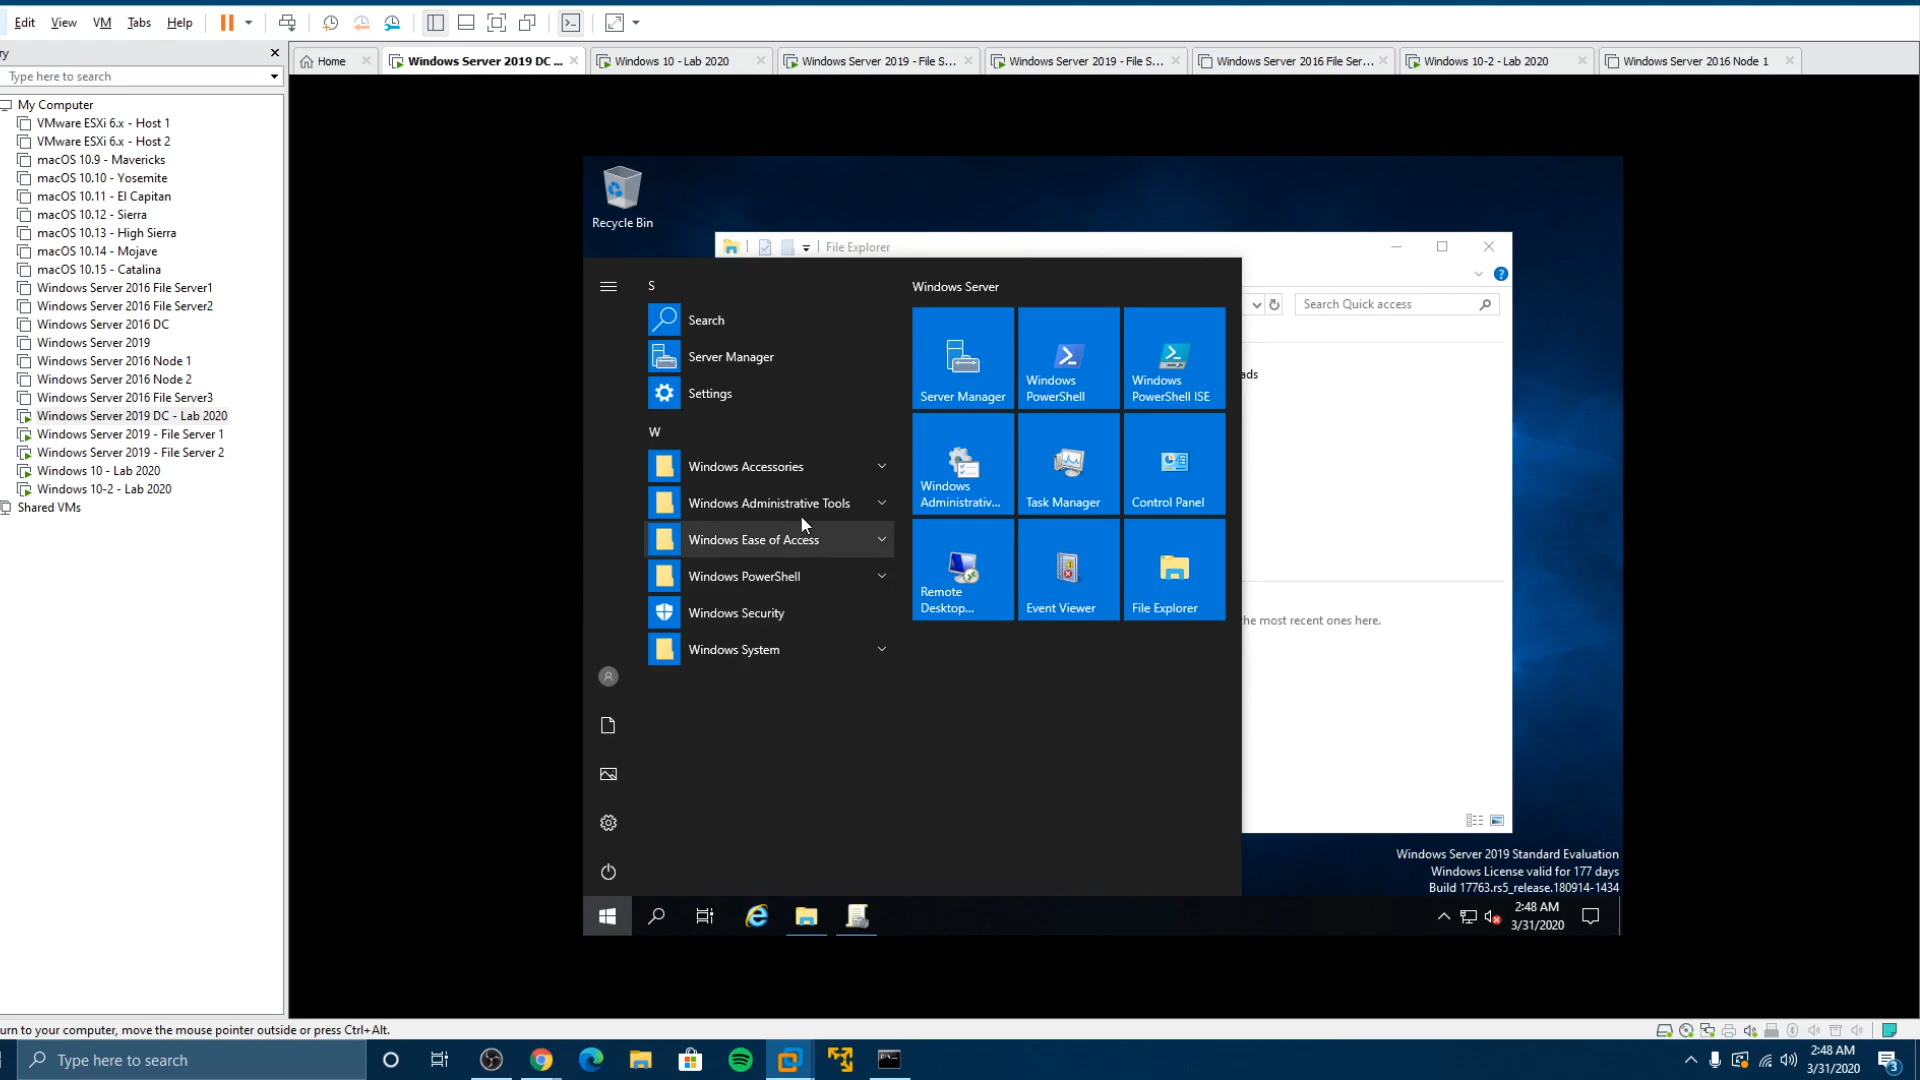 Edit View VM Tabs Help
ry
Type here to search
My Computer
VMware ESXi 6.x - Host 1
VMware ESXi 6.x - Host 2
macOS 10.9 - Mavericks
macOS 10.10 - Yosemite
macOS 10.11 - El Capitan
macOS 10.12 - Sierra
macOS 10.13 - High Sierra
macOS 10.14 - Mojave
macOS 10.15 - Catalina
Windows Server 2016 File Server1
Windows Server 2016 File Server2
Windows Server 2016 DC
Windows Server 2019
Windows Server 2016 Node 1
Windows Server 2016 Node 2
Windows Server 2016 File Server3
Windows Server 2019 DC - Lab 2020
Windows Server 2019 - File Server 1
Windows Server 2019 - File Server 2
Windows 10 - Lab 2020
Windows 10-2 - Lab 2020
Shared VMs
Home
Windows Server 2019 DC ...
Windows 10 - Lab 2020
Windows Server 2019 - File S...
Windows Server 2019 - File S...
Windows Server 2016 File Ser...
Windows 10-2 - Lab 2020
Windows Server 2016 Node 1
Recycle Bin
File Explorer
Search Quick access
ads
he most recent ones here.
S
Search
Server Manager
Settings
W
Windows Accessories
Windows Administrative Tools
Windows Ease of Access
Windows PowerShell
Windows Security
Windows System
Windows Server
Server Manager
Windows
PowerShell
Windows
PowerShell ISE
Windows
Administrativ...
Task Manager
Control Panel
Remote
Desktop...
Event Viewer
File Explorer
Windows Server 2019 Standard Evaluation
Windows License valid for 177 days
Build 17763.rs5_release.180914-1434
2:48 AM
3/31/2020
urn to your computer, move the mouse pointer outside or press Ctrl+Alt.
Type here to search
2:48 AM
3/31/2020
3